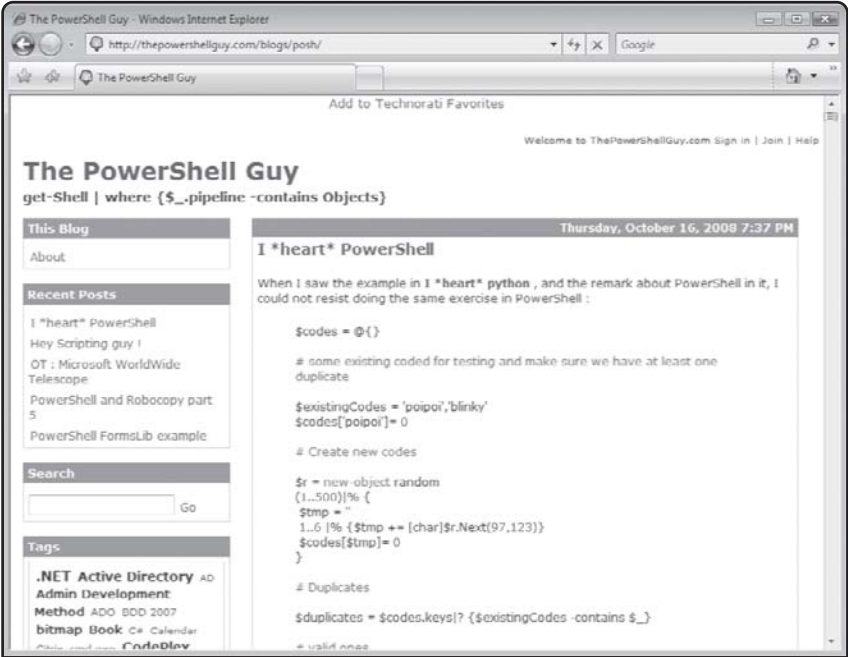 The PowerShell Guy - Windows Internet Explorer
http://thepowershellguy.com/blogs/posh/
Google
The PowerShell Guy
Add to Technorati Favorites
Welcome to ThePowerShellGuy.com Sign in | Join | Help
The PowerShell Guy
get-Shell | where {$_.pipeline -contains Objects}
This Blog
About
Recent Posts
I *heart* PowerShell
Hey Scripting guy !
OT : Microsoft WorldWide
Telescope
PowerShell and Robocopy part
5
PowerShell FormsLib example
Search
Go
Tags
.NET Active Directory AD
Admin Development
Method ADO BDD 2007
bitmap Book C# Calendar
CodePlex
Thursday, October 16, 2008 7:37 PM
I *heart* PowerShell
When I saw the example in I *heart* python , and the remark about PowerShell in it, I
could not resist doing the same exercise in PowerShell :
$codes = @{}
# some existing coded for testing and make sure we have at least one
duplicate
$existingCodes = 'poipoi','blinky'
$codes['poipoi']= 0
# Create new codes
$r = new-object random
(1..500)|% {
$tmp = ''
1..6 |% {$tmp += [char]$r.Next(97,123)}
$codes[$tmp]= 0
}
# Duplicates
$duplicates = $codes.keys|? {$existingCodes -contains $_}
# valid ones